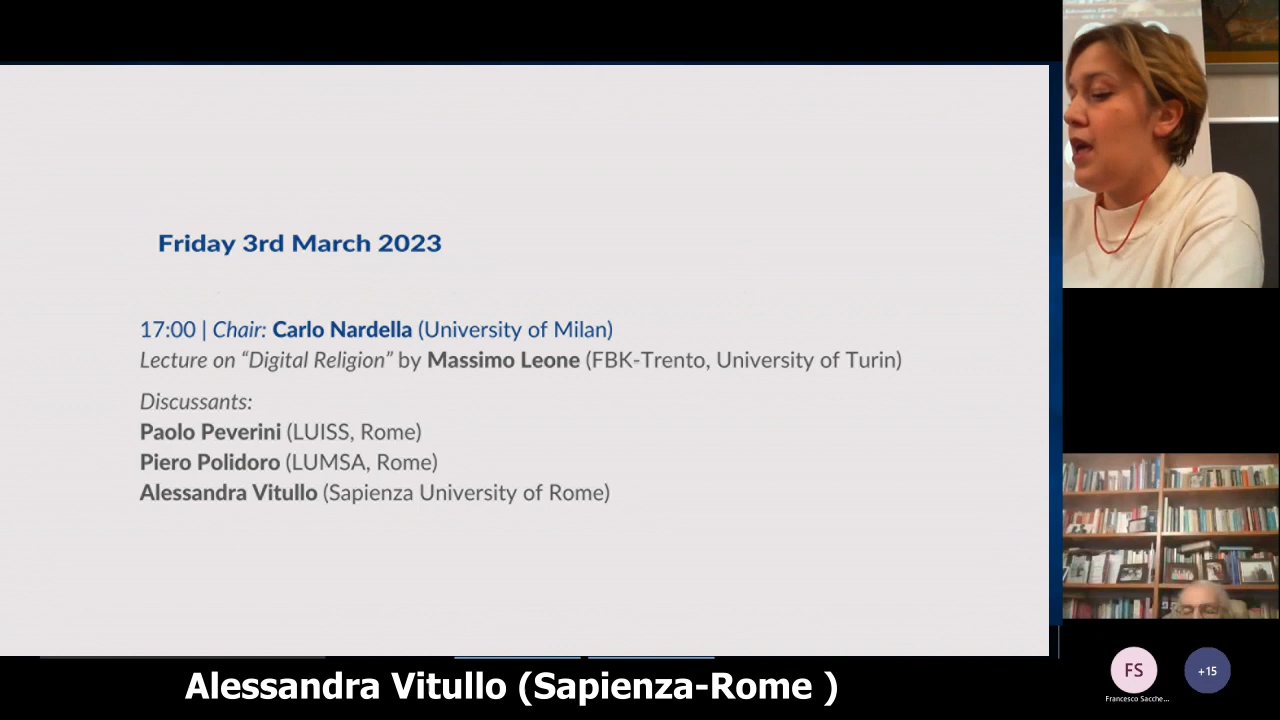 Friday 3rd March 2023
17:00 | Chair: Carlo Nardella (University of Milan)
Lecture on “Digital Religion” by Massimo Leone (FBK-Trento, University of Turin)
Discussants:
Paolo Peverini (LUISS, Rome)
Piero Polidoro (LUMSA, Rome)
Alessandra Vitullo (Sapienza University of Rome)
Alessandra Vitullo (Sapienza-Rome )
FS
+15
Francesco Sacche...